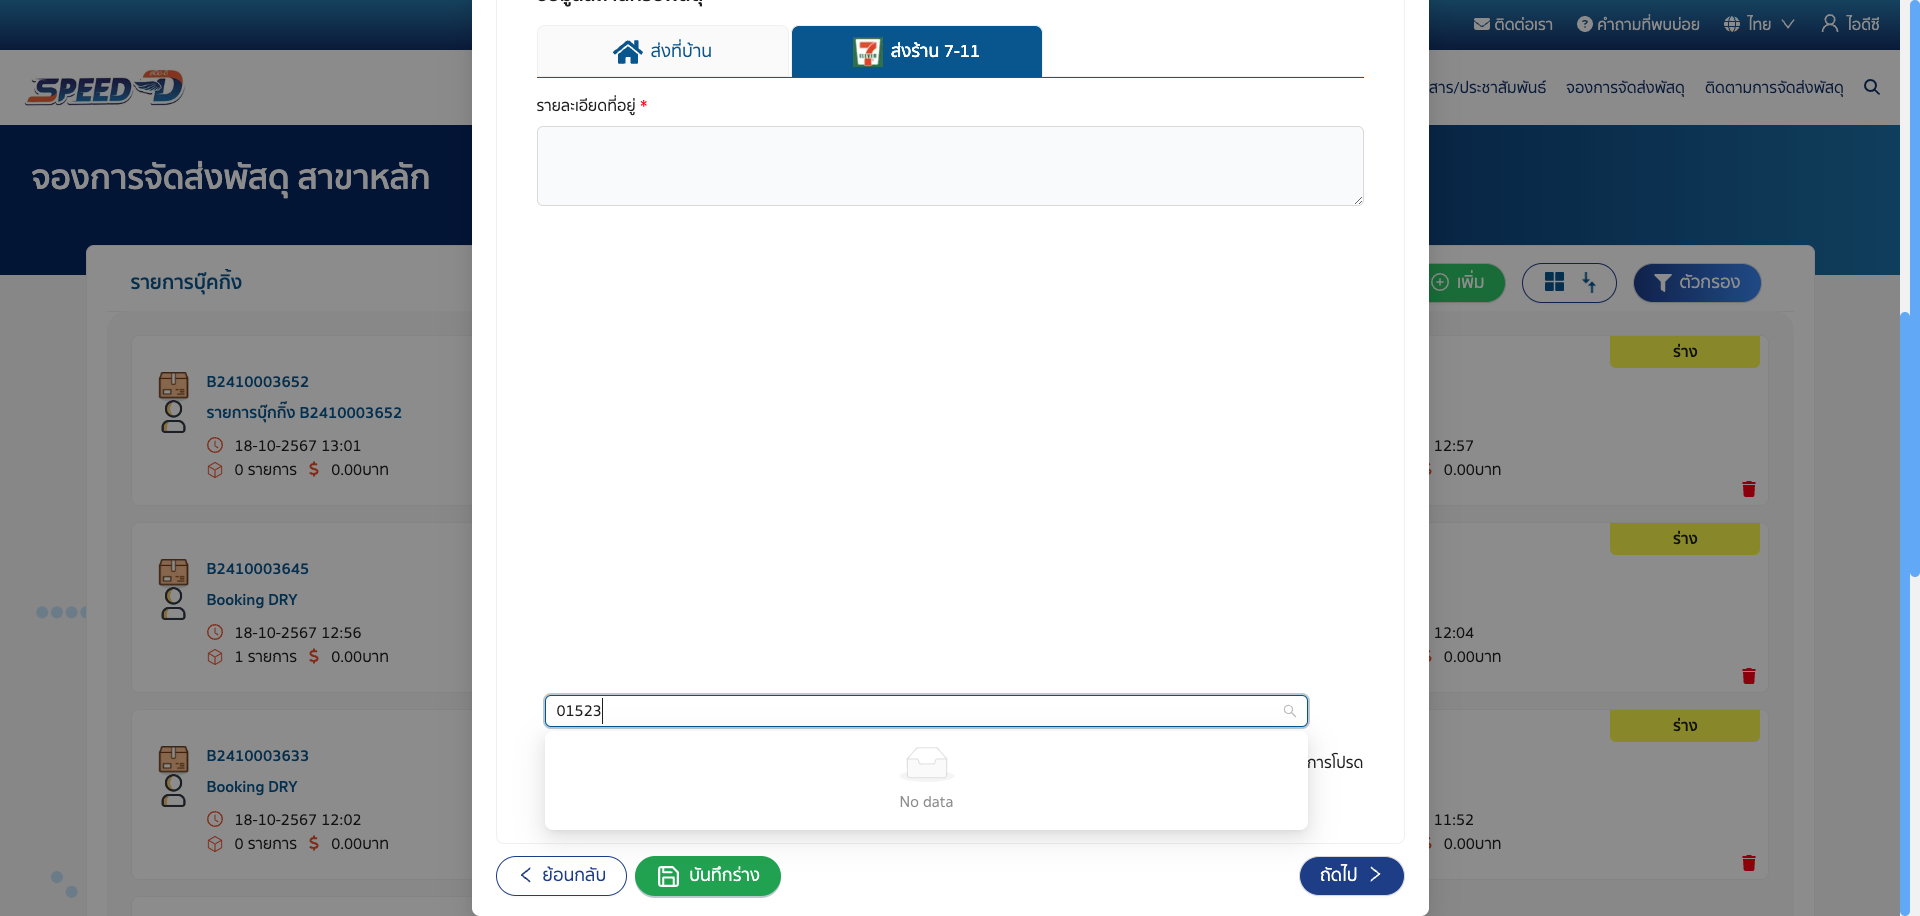 ติดต่อเรา
คำถามที่พบบ่อย
ไทย
ไอดีซี
SPEED-D
สาร/ประชาสัมพันธ์
จองการจัดส่งพัสดุ
ติดตามการจัดส่งพัสดุ
จองการจัดส่งพัสดุ สาขาหลัก
รายการบุ๊คกิ้ง
เพิ่ม
ตัวกรอง
B2410003652
รายการบุ๊กกิ๊ง B2410003652
18-10-2567 13:01
0 รายการ $ 0.00บาท
B2410003645
Booking DRY
18-10-2567 12:56
1 รายการ $ 0.00บาท
B2410003633
Booking DRY
18-10-2567 12:02
0 รายการ $ 0.00บาท
ส่งที่บ้าน
ส่งร้าน 7-11
รายละเอียดที่อยู่ *
01523
No data
การโปรด
ย้อนกลับ
บันทึกร่าง
ถัดไป
ร่าง
12:57
0.00บาท
ร่าง
12:04
0.00บาท
ร่าง
11:52
0.00บาท